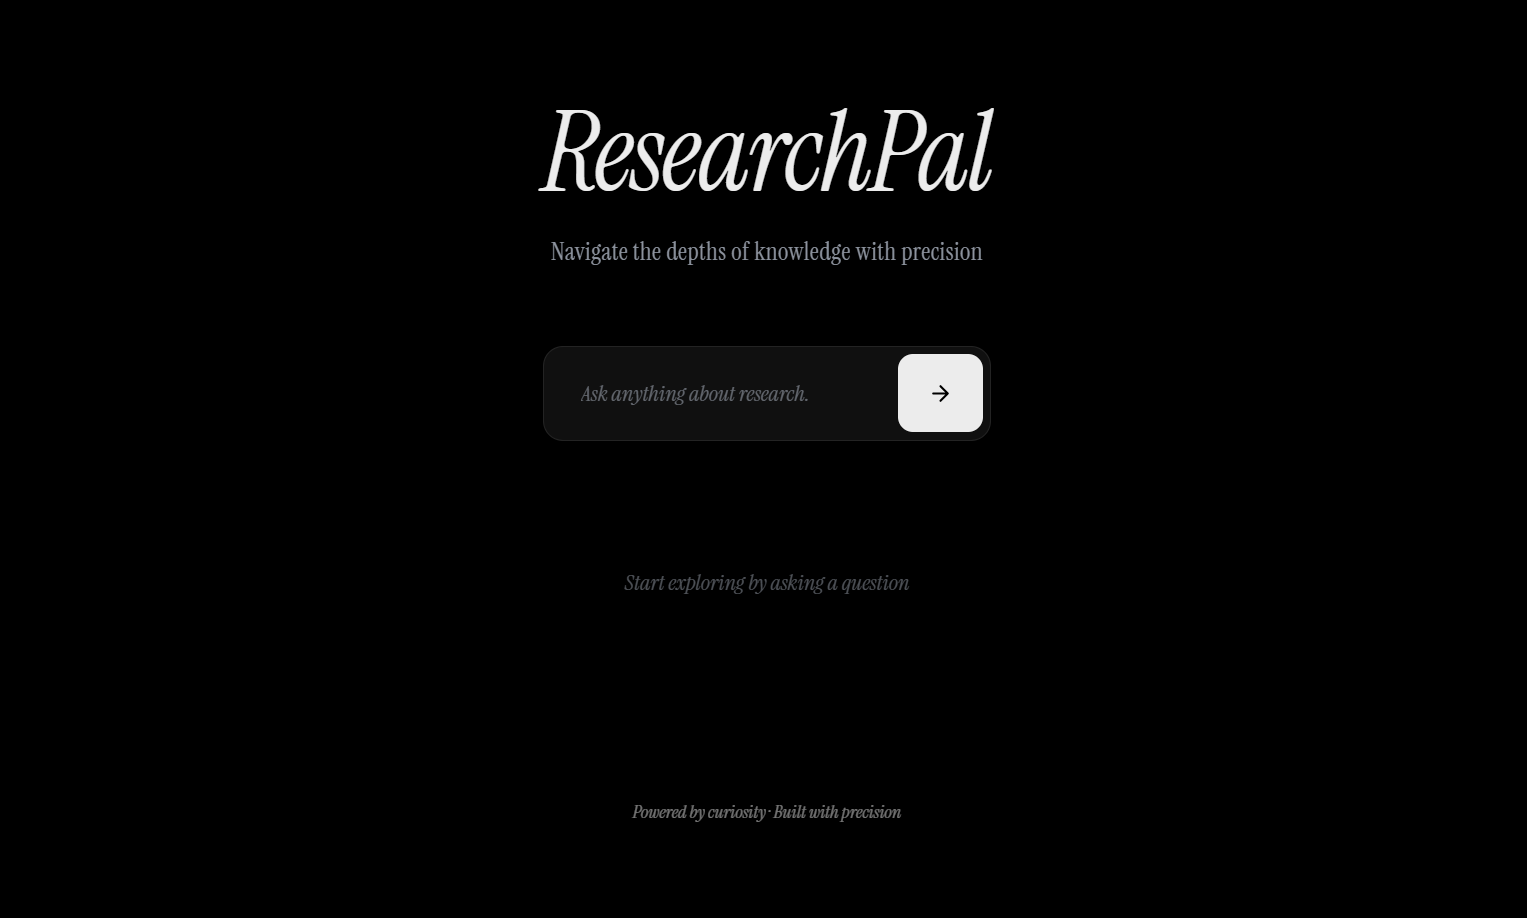 ResearchPal
Navigate the depths of knowledge with precision
Ask anything about research.
Start exploring by asking a question
Powered by curiosity · Built with precision